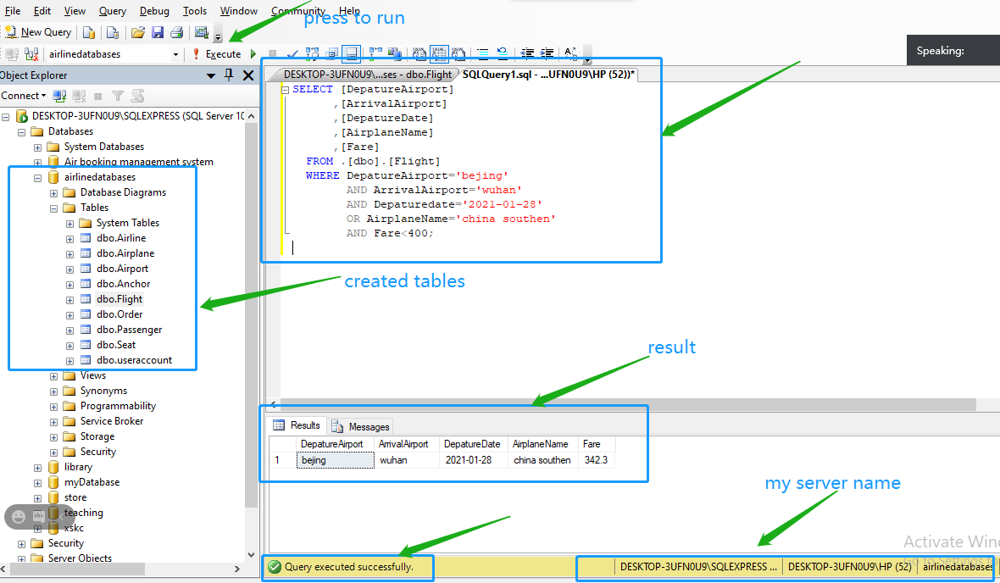 File Edit View Query Debug Tools Window Community Help
press to run
New Query
airlinedatabases
Execute
Speaking:
Object Explorer
Connect
DESKTOP-3UFN0U9\SQLEXPRESS (SQL Server 10
Databases
System Databases
Air booking management system
airlinedatabases
Database Diagrams
Tables
System Tables
dbo.Airline
dbo.Airplane
dbo.Airport
dbo.Anchor
dbo.Flight
dbo.Order
dbo.Passenger
dbo.Seat
dbo.useraccount
Views
Synonyms
Programmability
Service Broker
Storage
Security
library
myDatabase
store
teaching
xskc
Security
Server Objects
DESKTOP-3UFN0U9\...ses - dbo.Flight
SQLQuery1.sql - ...UFN0U9\HP (52))*
SELECT [DepatureAirport]
,[ArrivalAirport]
,[DepatureDate]
,[AirplaneName]
,[Fare]
FROM .[dbo].[Flight]
WHERE DepatureAirport='bejing'
AND ArrivalAirport='wuhan'
AND Depaturedate='2021-01-28'
OR AirplaneName='china southen'
AND Fare<400;
created tables
result
Results Messages
DepatureAirport ArrivalAirport DepatureDate AirplaneName Fare
1 bejing wuhan 2021-01-28 china southen 342.3
my server name
Activate Win
Go to Settings to
Query executed successfully.
DESKTOP-3UFN0U9\SQLEXPRESS ... DESKTOP-3UFN0U9\HP (52) airlinedatabases